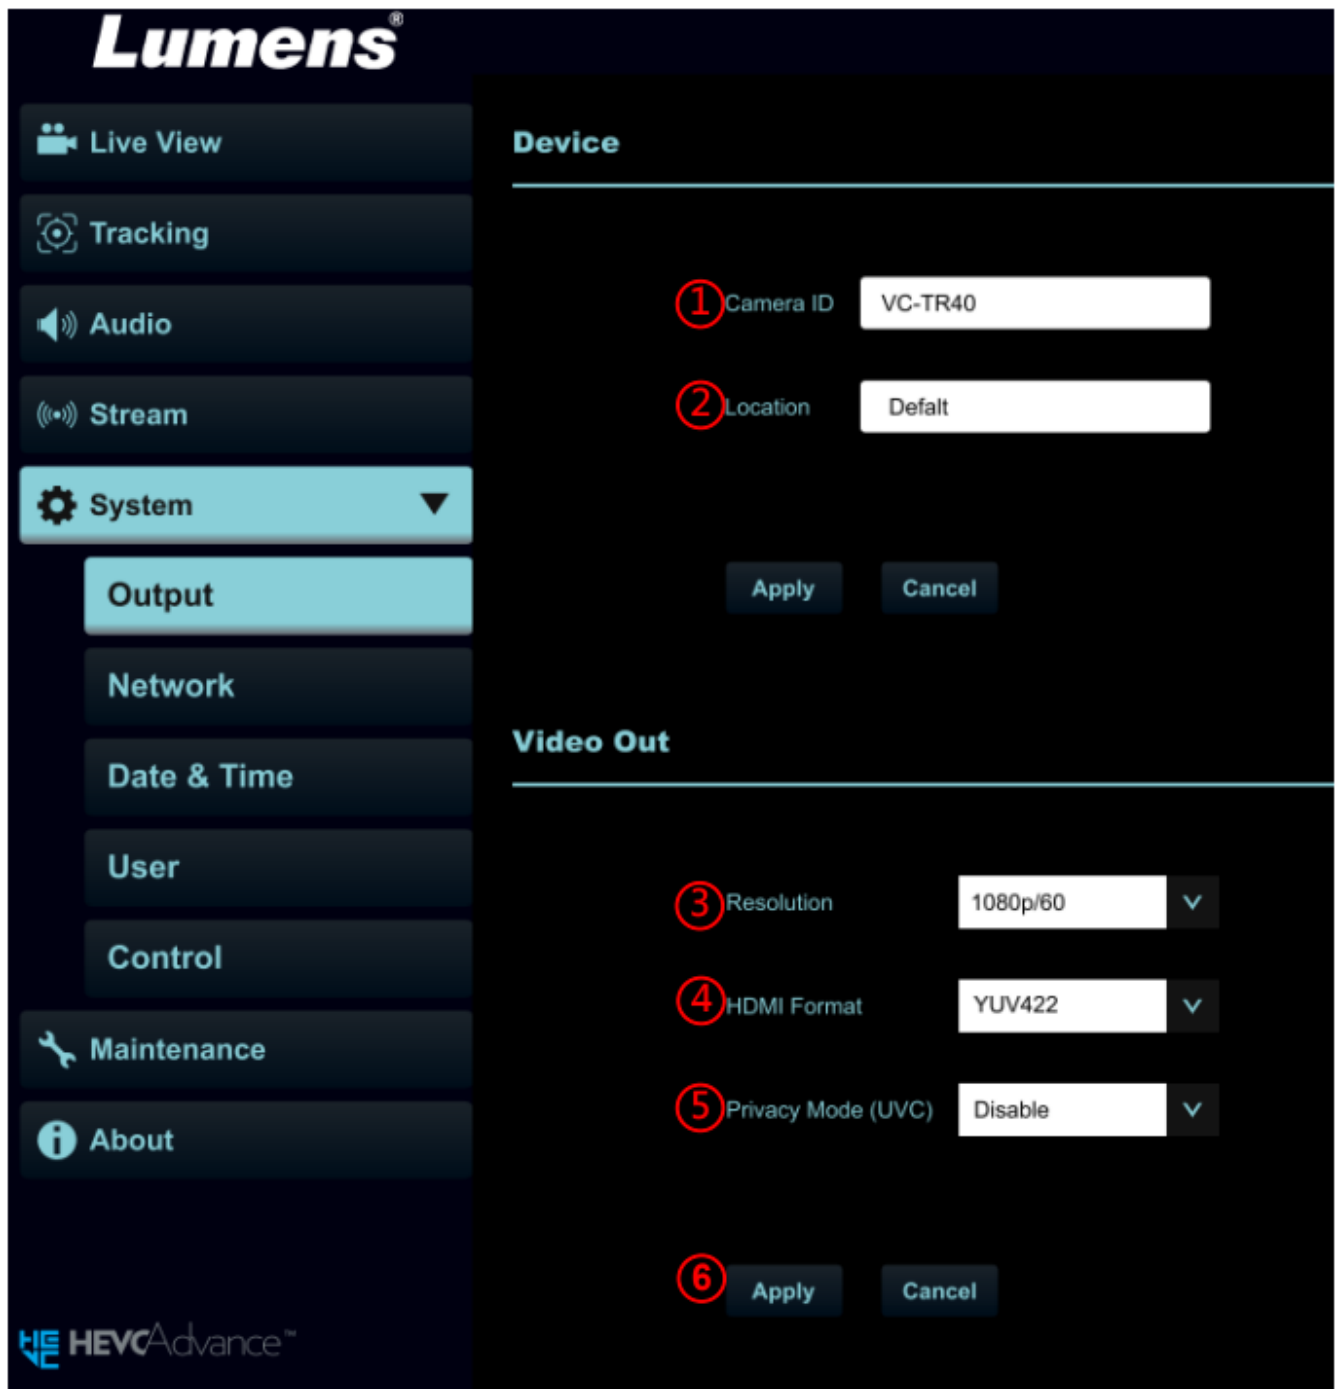 Lumens®
Live View
Tracking
Audio
Stream
System
Output
Network
Date & Time
User
Control
Maintenance
About
HEVC HEVCAdvance™
Device
① Camera ID VC-TR40
② Location Defalt
Apply Cancel
Video Out
③ Resolution 1080p/60
④ HDMI Format YUV422
⑤ Privacy Mode (UVC) Disable
⑥ Apply Cancel